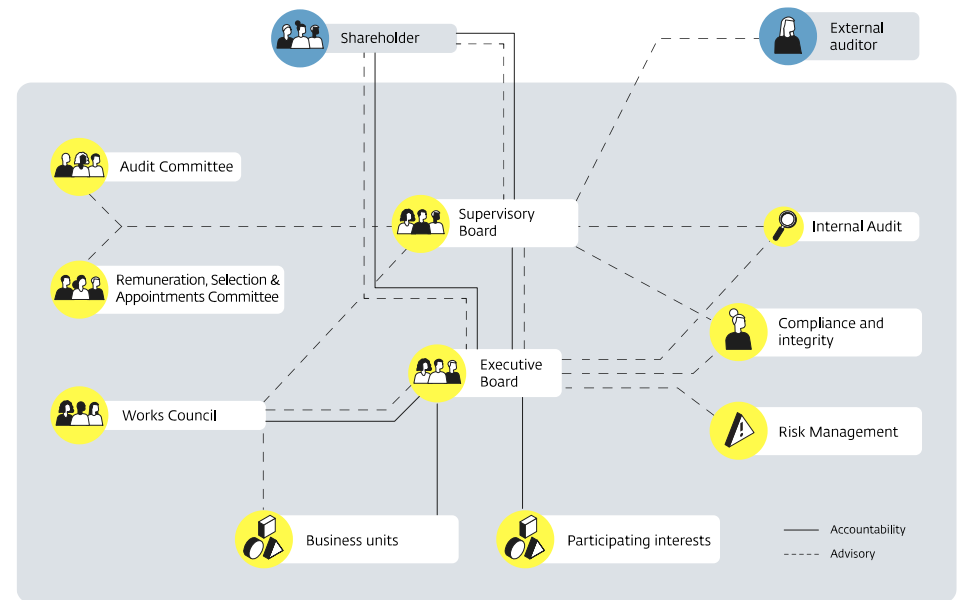 Shareholder
External
auditor
Audit Committee
Supervisory
Board
Internal Audit
Remuneration, Selection &
Appointments Committee
Compliance and
integrity
Executive
Board
Works Council
Risk Management
Business units
Participating interests
Accountability
Advisory